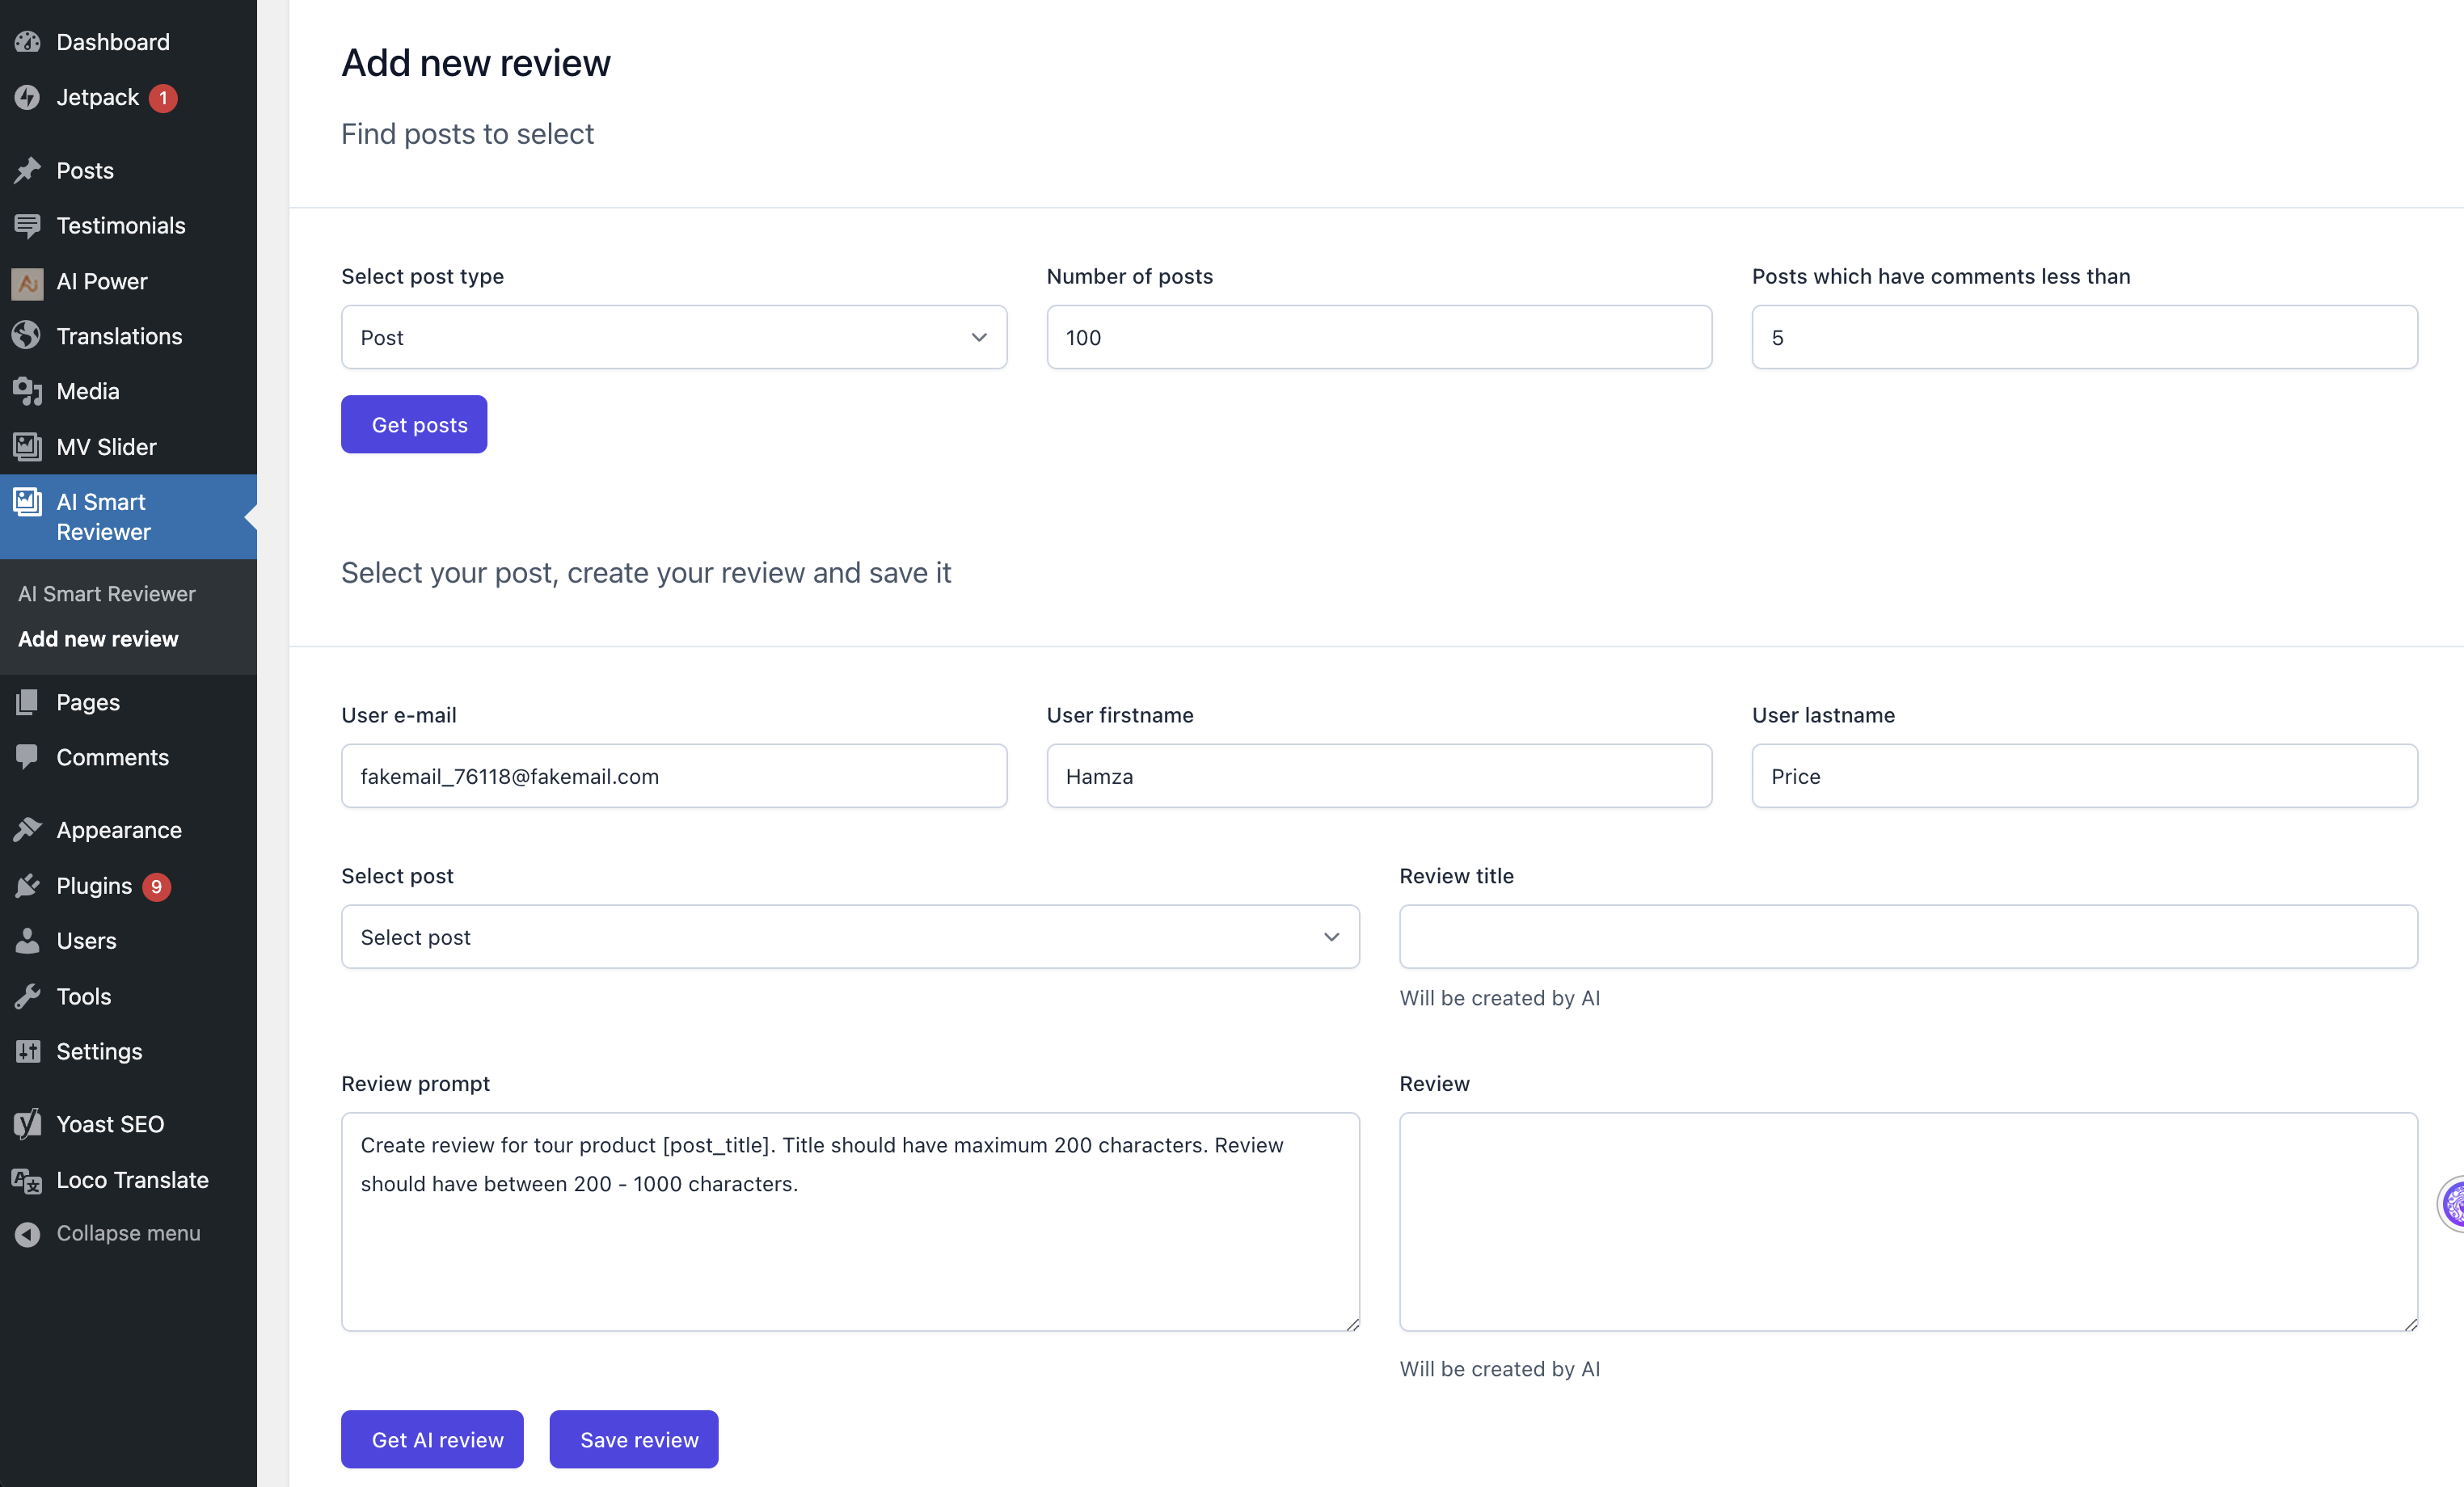 Dashboard
Jetpack 1
Posts
Testimonials
AI Power
Translations
Media
MV Slider
AI Smart
Reviewer
AI Smart Reviewer
Add new review
Pages
Comments
Appearance
Plugins 9
Users
Tools
Settings
Yoast SEO
Loco Translate
Collapse menu
Add new review
Find posts to select
Select post type
Post
Number of posts
100
Posts which have comments less than
5
Get posts
Select your post, create your review and save it
User e-mail
fakemail_76118@fakemail.com
User firstname
Hamza
User lastname
Price
Select post
Select post
Review title
Will be created by AI
Review prompt
Create review for tour product [post_title]. Title should have maximum 200 characters. Review
should have between 200 - 1000 characters.
Review
Will be created by AI
Get AI review
Save review